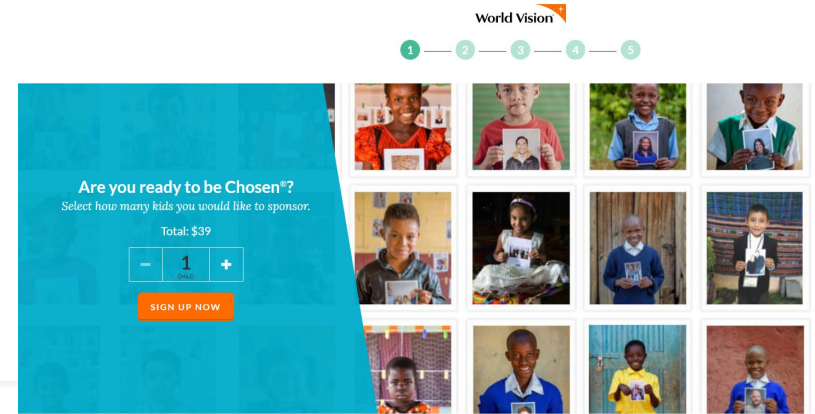 World Vision
1 2 3 4 5
Are you ready to be Chosen®?
Select how many kids you would like to sponsor.
Total: $39
− 1 +
CHILD
SIGN UP NOW